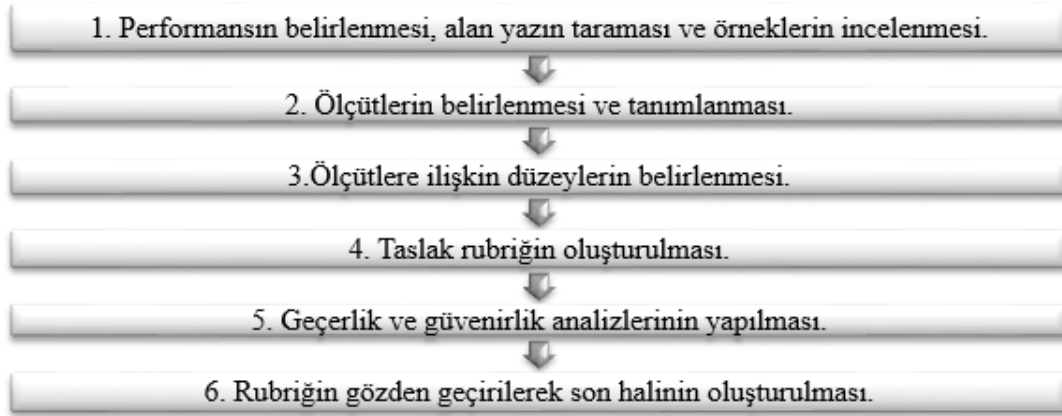 1. Performansın belirlenmesi, alan yazın taraması ve örneklerin incelenmesi.
2. Ölçütlerin belirlenmesi ve tanımlanması.
3.Ölçütlere ilişkin düzeylerin belirlenmesi.
4. Taslak rubriğin oluşturulması.
5. Geçerlik ve güvenirlik analizlerinin yapılması.
6. Rubriğin gözden geçirilerek son halinin oluşturulması.